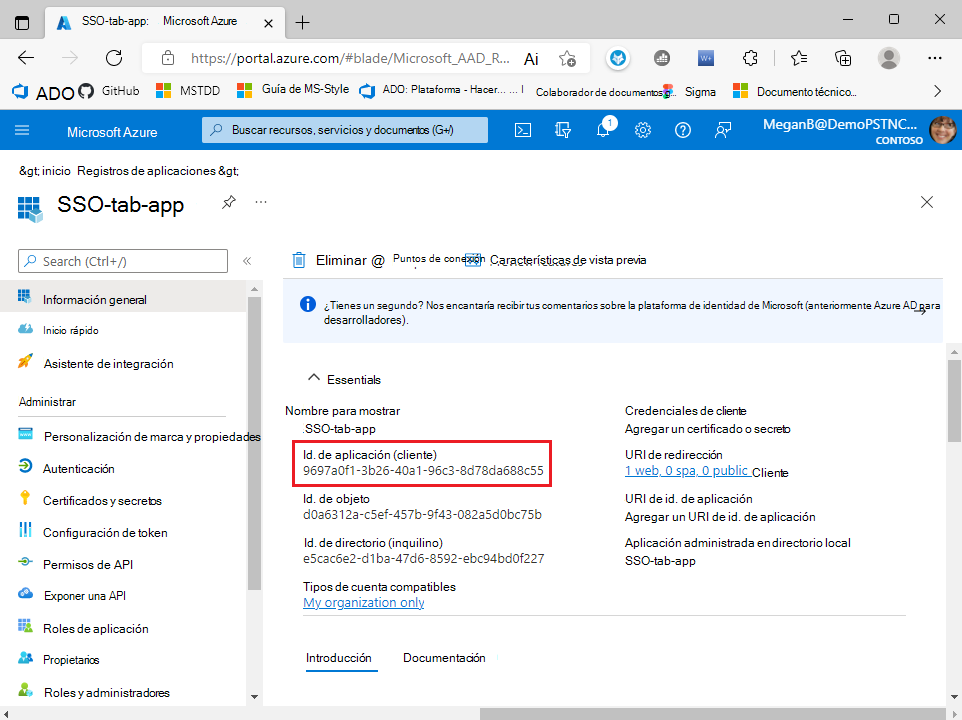 SSO-tab-app: Microsoft Azure
https://portal.azure.com/#blade/Microsoft_AAD_R...
ADO GitHub MSTDD Guía de MS-Style ADO: Plataforma - Hacer... ... I Colaborador de documentos Sigma Documento técnico...
Microsoft Azure Buscar recursos, servicios y documentos (G+/) 1 MeganB@DemoPSTNC...
CONTOSO
&gt; inicio Registros de aplicaciones &gt;
SSO-tab-app
Search (Ctrl+/)
Eliminar @ Puntos de conexión Características de vista previa
Información general
Inicio rápido
Asistente de integración
Administrar
Personalización de marca y propiedades
Autenticación
Certificados y secretos
Configuración de token
Permisos de API
Exponer una API
Roles de aplicación
Propietarios
Roles y administradores
¿Tienes un segundo? Nos encantaría recibir tus comentarios sobre la plataforma de identidad de Microsoft (anteriormente Azure AD para
desarrolladores).
Essentials
Nombre para mostrar
.SSO-tab-app
Id. de aplicación (cliente)
9697a0f1-3b26-40a1-96c3-8d78da688c55
Id. de objeto
d0a6312a-c5ef-457b-9f43-082a5d0bc75b
Id. de directorio (inquilino)
e5cac6e2-d1ba-47d6-8592-ebc94bd0f227
Tipos de cuenta compatibles
My organization only
Credenciales de cliente
Agregar un certificado o secreto
URI de redirección
1 web, 0 spa, 0 public Cliente
URI de id. de aplicación
Agregar un URI de id. de aplicación
Aplicación administrada en directorio local
SSO-tab-app
Introducción Documentación